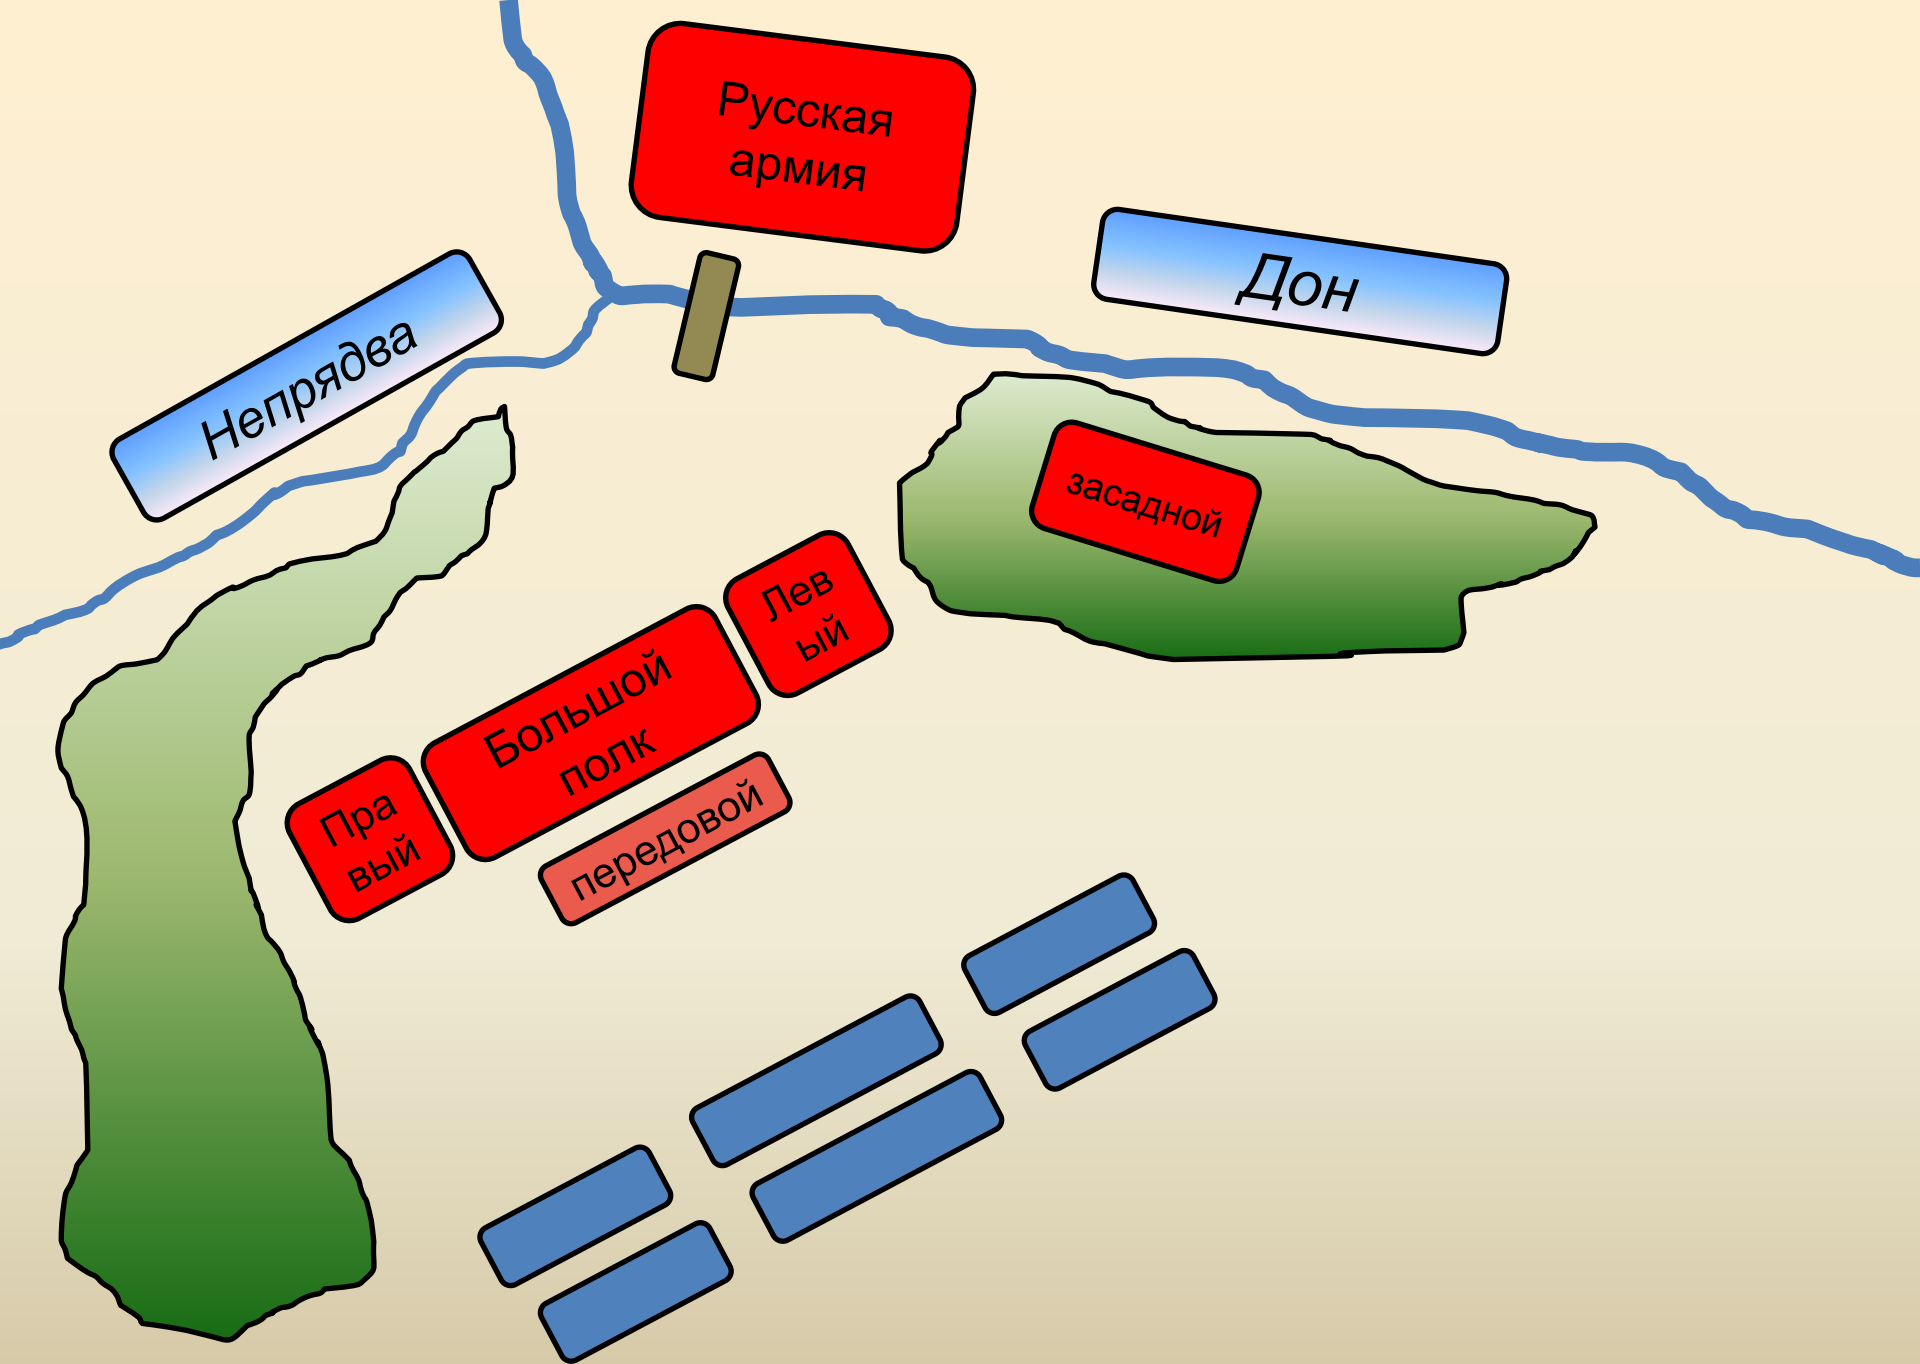 Русская
армия
Дон
Непрядва
засадной
Лев
ый
Большой
полк
Пра
вый
передовой